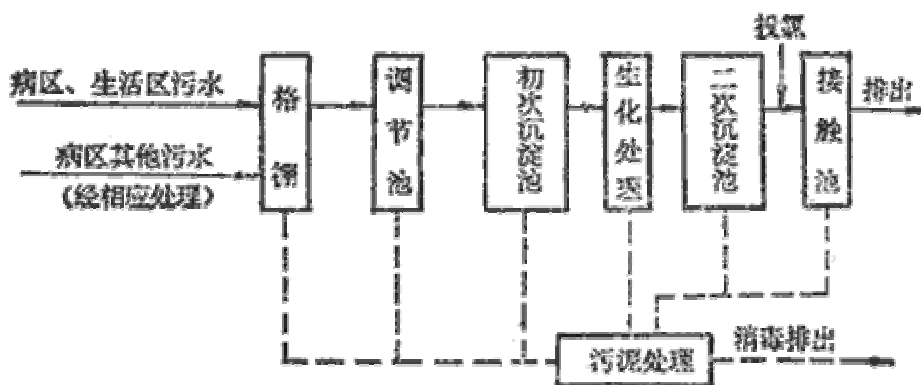 投氯
病区、生活区污水
格栅
调节池
初次沉淀池
生化处理
二次沉淀池
接触池
排出
病区其他污水
(经相应处理)
污泥处理
消毒排出